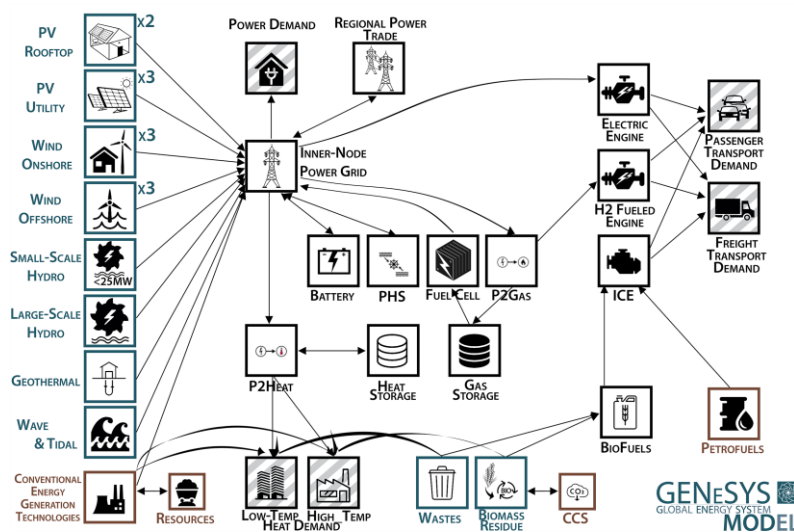 PV
Rooftop
x2
PV
Utility
x3
Wind
Onshore
x3
Wind
Offshore
x3
Small-Scale
Hydro
<25MW
Large-Scale
Hydro
Geothermal
Wave
& Tidal
Conventional
Energy
Generation
Technologies
Resources
Power Demand
Regional Power
Trade
Inner-Node
Power Grid
Battery
PHS
Fuel Cell
P2Gas
P2Heat
Heat
Storage
Gas
Storage
Low-Temp High Temp
Heat Demand
Wastes
Biomass
Residue
BIO
CO₂
CCS
Electric
Engine
H2 Fueled
Engine
ICE
Passenger
Transport
Demand
Freight
Transport
Demand
BioFuels
Petrofuels
GENeSYS
GLOBAL ENERGY SYSTEM
MODEL